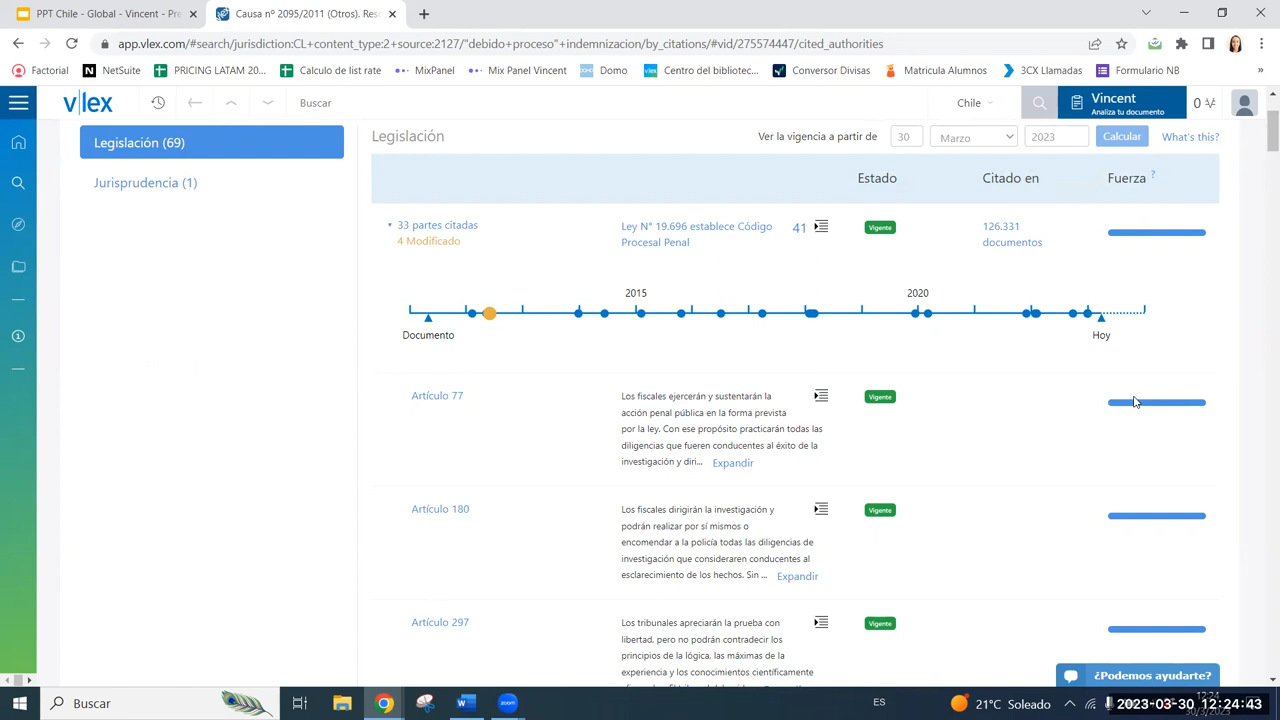 PPT Chile - Global - Vincent - Pre
Causa nº 2095/2011 (Otros). Res
app.vlex.com/#search/jurisdiction:CL+content_type:2+source:2137/"debido+proceso"+indemnizacion/by_citations/#vid/275574447/cited_authorities
Factorial
NetSuite
PRICING LATAM 20...
Calculo de list rate
MixPanel
Mix Panel Vincent
Domo
Centro del bibliotec...
Conversor Divisas
Matricula Alumnos
3CX Llamadas
Formulario NB
»
v|lex
Buscar
Chile
Vincent
Analiza tu documento
0
Legislación (69)
Jurisprudencia (1)
Legislación
Ver la vigencia a partir de
30
Marzo
2023
Calcular
What's this?
Estado
Citado en
Fuerza ?
33 partes citadas
4 Modificado
Ley N° 19.696 establece Código
Procesal Penal
41
Vigente
126.331
documentos
2015
2020
Documento
Hoy
Artículo 77
Los fiscales ejercerán y sustentarán la
acción penal pública en la forma prevista
por la ley. Con ese propósito practicarán todas las
diligencias que fueren conducentes al éxito de la
investigación y diri... Expandir
Vigente
Artículo 180
Los fiscales dirigirán la investigación y
podrán realizar por sí mismos o
encomendar a la policía todas las diligencias de
investigación que consideraren conducentes al
esclarecimiento de los hechos. Sin ... Expandir
Vigente
Artículo 297
Los tribunales apreciarán la prueba con
libertad, pero no podrán contradecir los
principios de la lógica, las máximas de la
experiencia y los conocimientos científicamente
Vigente
¿Podemos ayudarte?
Buscar
ES
21°C Soleado
12:24
30/3/2023
2023-03-30 12:24:43